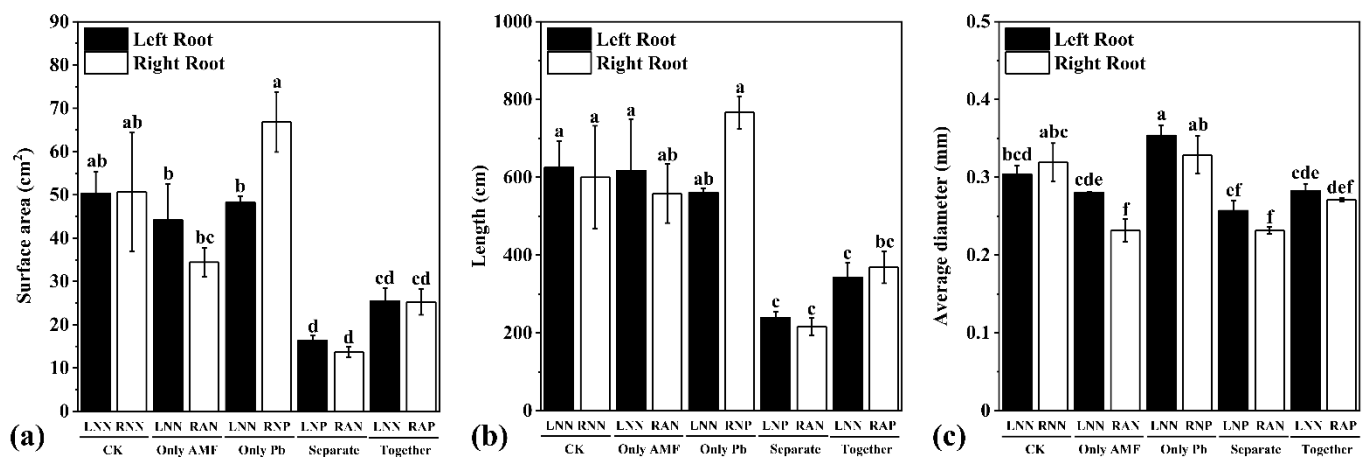 90
80
70
60
50
40
30
20
10
0
Surface area (cm²)
Left Root
Right Root
ab
ab
b
bc
b
a
d
d
cd
cd
LNN RNN LNN RAN LNN RNP LNP RAN LNN RAP
CK Only AMF Only Pb Separate Together
(a)
1000
800
600
400
200
0
Length (cm)
Left Root
Right Root
a
a
a
ab
ab
a
c
c
c
bc
LNN RNN LNN RAN LNN RNP LNP RAN LNN RAP
CK Only AMF Only Pb Separate Together
(b)
0.5
0.4
0.3
0.2
0.1
0
Average diameter (mm)
Left Root
Right Root
bcd
abc
cde
f
a
ab
ef
f
cde
def
LNN RNN LNN RAN LNN RNP LNP RAN LNN RAP
CK Only AMF Only Pb Separate Together
(c)